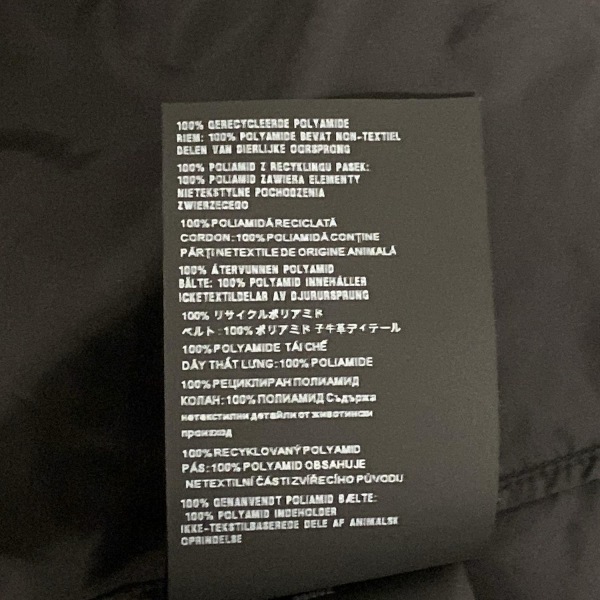 100% GERECYCLEERDE POLYAMIDE
RIEM: 100% POLYAMIDE BEVAT NON-TEXTIEL
DELEN VAN DIERLIJKE OORSPRONG
100% POLIAMID Z RECYKLINGU PASEK:
100% POLIAMID ZAWIERA ELEMENTY
NIETEKSTYLNE POCHODZENIA
ZWIERZECEGO
100% POLIAMIDĂ RECICLATĂ
CORDON: 100% POLIAMIDĂ CONȚINE
PĂRȚI NETEXTILE DE ORIGINE ANIMALĂ
100% ÅTERVUNNEN POLYAMID
BÄLTE: 100% POLYAMID INNEHÅLLER
ICKETEXTILDELAR AV DJURURSPRUNG
100% リサイクルポリアミド
ベルト : 100% ポリアミド 子牛革ディテール
100% POLYAMIDE TÁI CHẾ
DÂY THẮT LƯNG: 100% POLIAMIDE
100% РЕЦИКЛИРАН ПОЛИАМИД
КОЛАН: 100% ПОЛИАМИД Съдържа
нетекстилни детайли от животински
произход
100% RECYKLOVANÝ POLYAMID
PÁS: 100% POLYAMID OBSAHUJE
NETEXTILNÍ ČÁSTI ZVÍŘECÍHO PŮVODU
100% GENANVENDT POLIAMID BÆLTE:
100% POLYAMID INDEHOLDER
IKKE-TEKSTILBASEREDE DELE AF ANIMALSK
OPRINDELSE